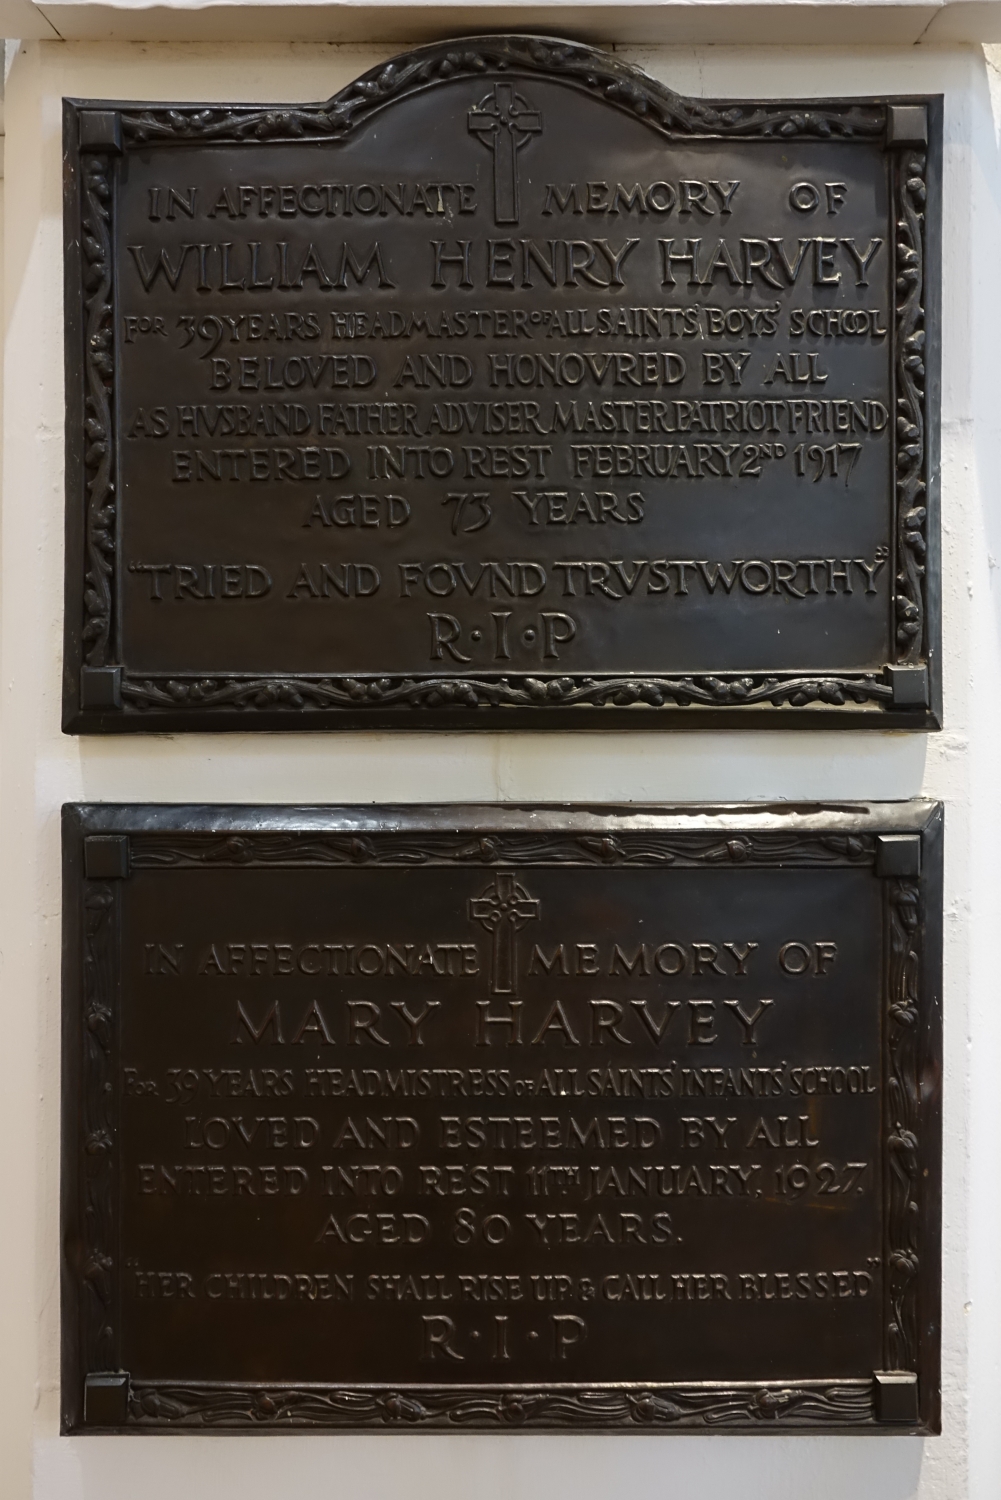 IN AFFECTIONATE MEMORY OF
WILLIAM HENRY HARVEY
FOR 39 YEARS HEADMASTER OF ALL SAINTS' BOYS' SCHOOL
BELOVED AND HONOVRED BY ALL
AS HVSBAND FATHER ADVISER MASTER PATRIOT FRIEND
ENTERED INTO REST FEBRUARY 2ND 1917
AGED 73 YEARS
"TRIED AND FOVND TRVSTWORTHY"
R·I·P
IN AFFECTIONATE MEMORY OF
MARY HARVEY
FOR 39 YEARS HEADMISTRESS OF ALL SAINTS' INFANTS' SCHOOL
LOVED AND ESTEEMED BY ALL
ENTERED INTO REST 11TH JANUARY, 1927,
AGED 80 YEARS.
"HER CHILDREN SHALL RISE UP & CALL HER BLESSED"
R·I·P